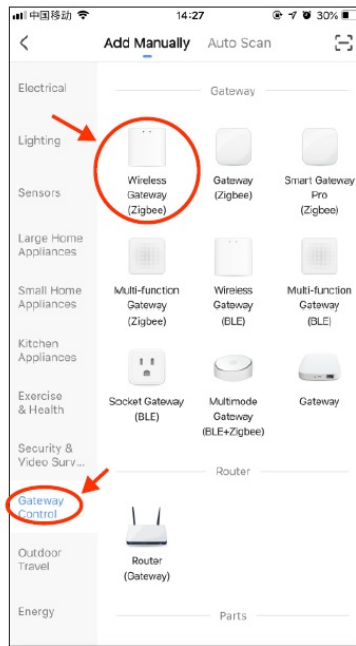 中国移动
14:27
30%
Add Manually
Auto Scan
Electrical
Lighting
Sensors
Large Home
Appliances
Small Home
Appliances
Kitchen
Appliances
Exercise
& Health
Security &
Video Surv...
Gateway
Control
Outdoor
Travel
Energy
Gateway
Wireless
Gateway
(Zigbee)
Gateway
(Zigbee)
Smart Gateway
Pro
(Zigbee)
Multi-function
Gateway
(Zigbee)
Wireless
Gateway
(BLE)
Multi-function
Gateway
(BLE)
Socket Gateway
(BLE)
Multimode
Gateway
(BLE+Zigbee)
Gateway
Router
Router
(Gateway)
Parts